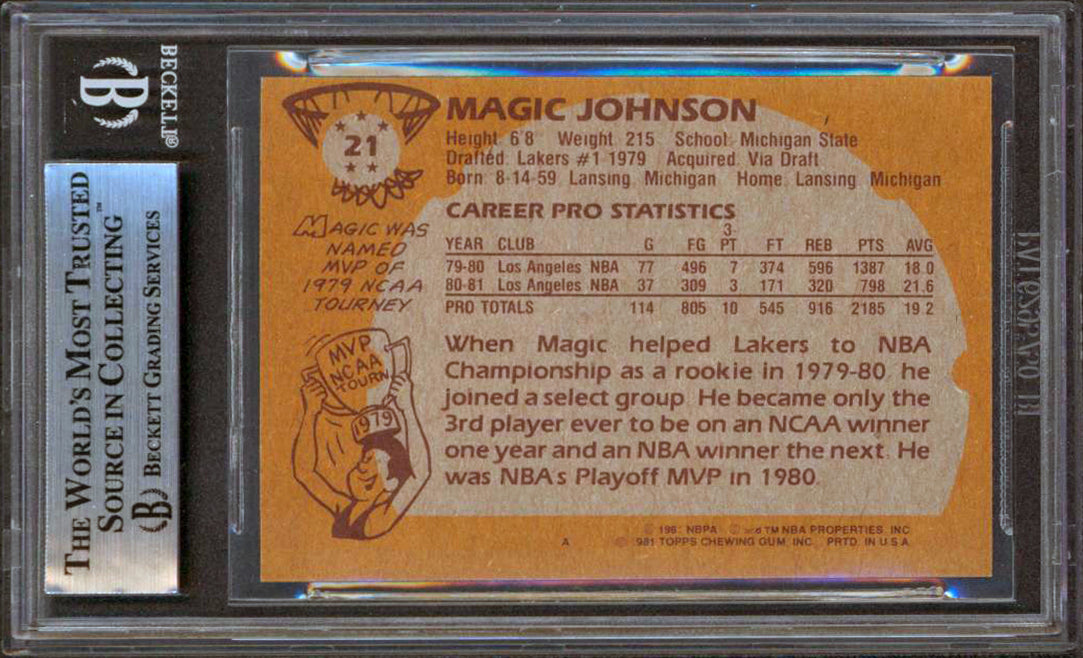 BECKETT®
B
THE WORLD'S MOST TRUSTED
SOURCE IN COLLECTING™
B BECKETT GRADING SERVICES
21
MAGIC JOHNSON
Height 6'8 Weight 215 School Michigan State
Drafted Lakers #1 1979 Acquired Via Draft
Born 8-14-59 Lansing Michigan Home Lansing Michigan
MAGIC WAS
NAMED
MVP OF
1979 NCAA
TOURNEY
MVP
NCAA
TOURN
1979
CAREER PRO STATISTICS
YEAR CLUB G FG 3-PT FT REB PTS AVG
79-80 Los Angeles NBA 77 496 7 374 596 1387 18.0
80-81 Los Angeles NBA 37 309 3 171 320 798 21.6
PRO TOTALS 114 805 10 545 916 2185 19.2
When Magic helped Lakers to NBA
Championship as a rookie in 1979-80 he
joined a select group He became only the
3rd player ever to be on an NCAA winner
one year and an NBA winner the next. He
was NBA's Playoff MVP in 1980.
NBPA TM NBA PROPERTIES INC
A 1981 TOPPS CHEWING GUM INC. PRTD. IN U S A